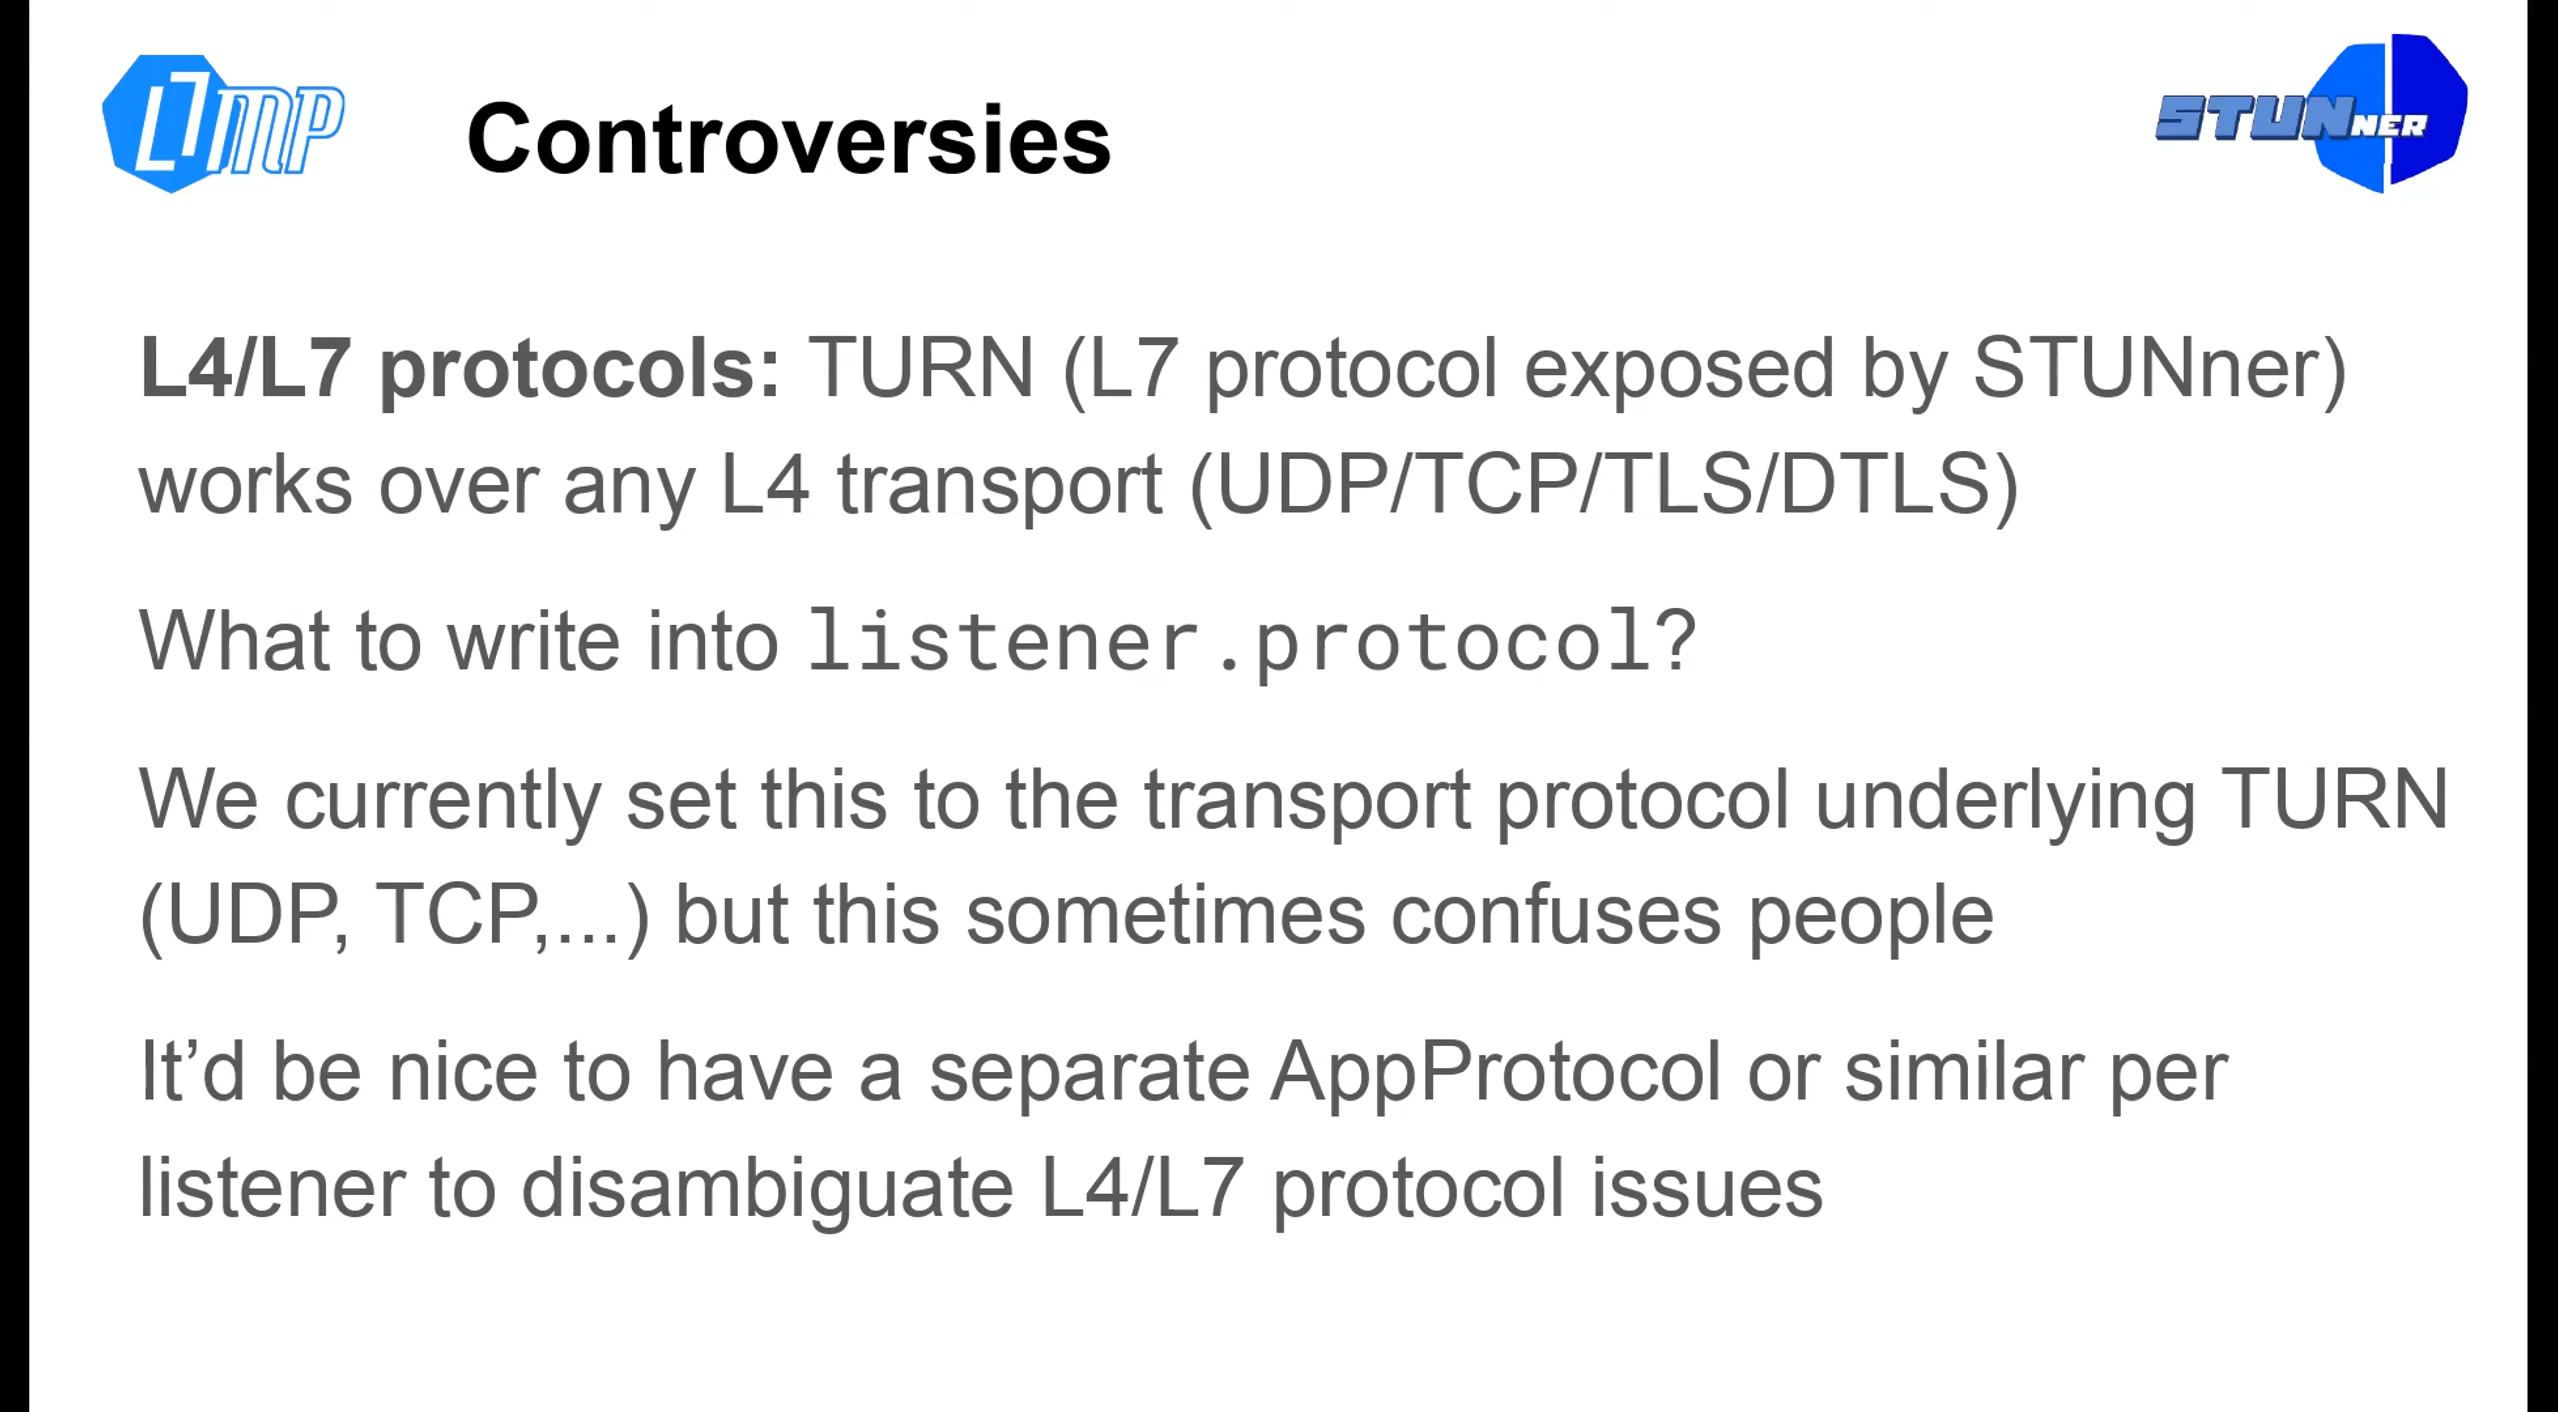 L7mp
Controversies
STUNner
L4/L7 protocols: TURN (L7 protocol exposed by STUNner)
works over any L4 transport (UDP/TCP/TLS/DTLS)
What to write into listener.protocol?
We currently set this to the transport protocol underlying TURN
(UDP, TCP,...) but this sometimes confuses people
It’d be nice to have a separate AppProtocol or similar per
listener to disambiguate L4/L7 protocol issues